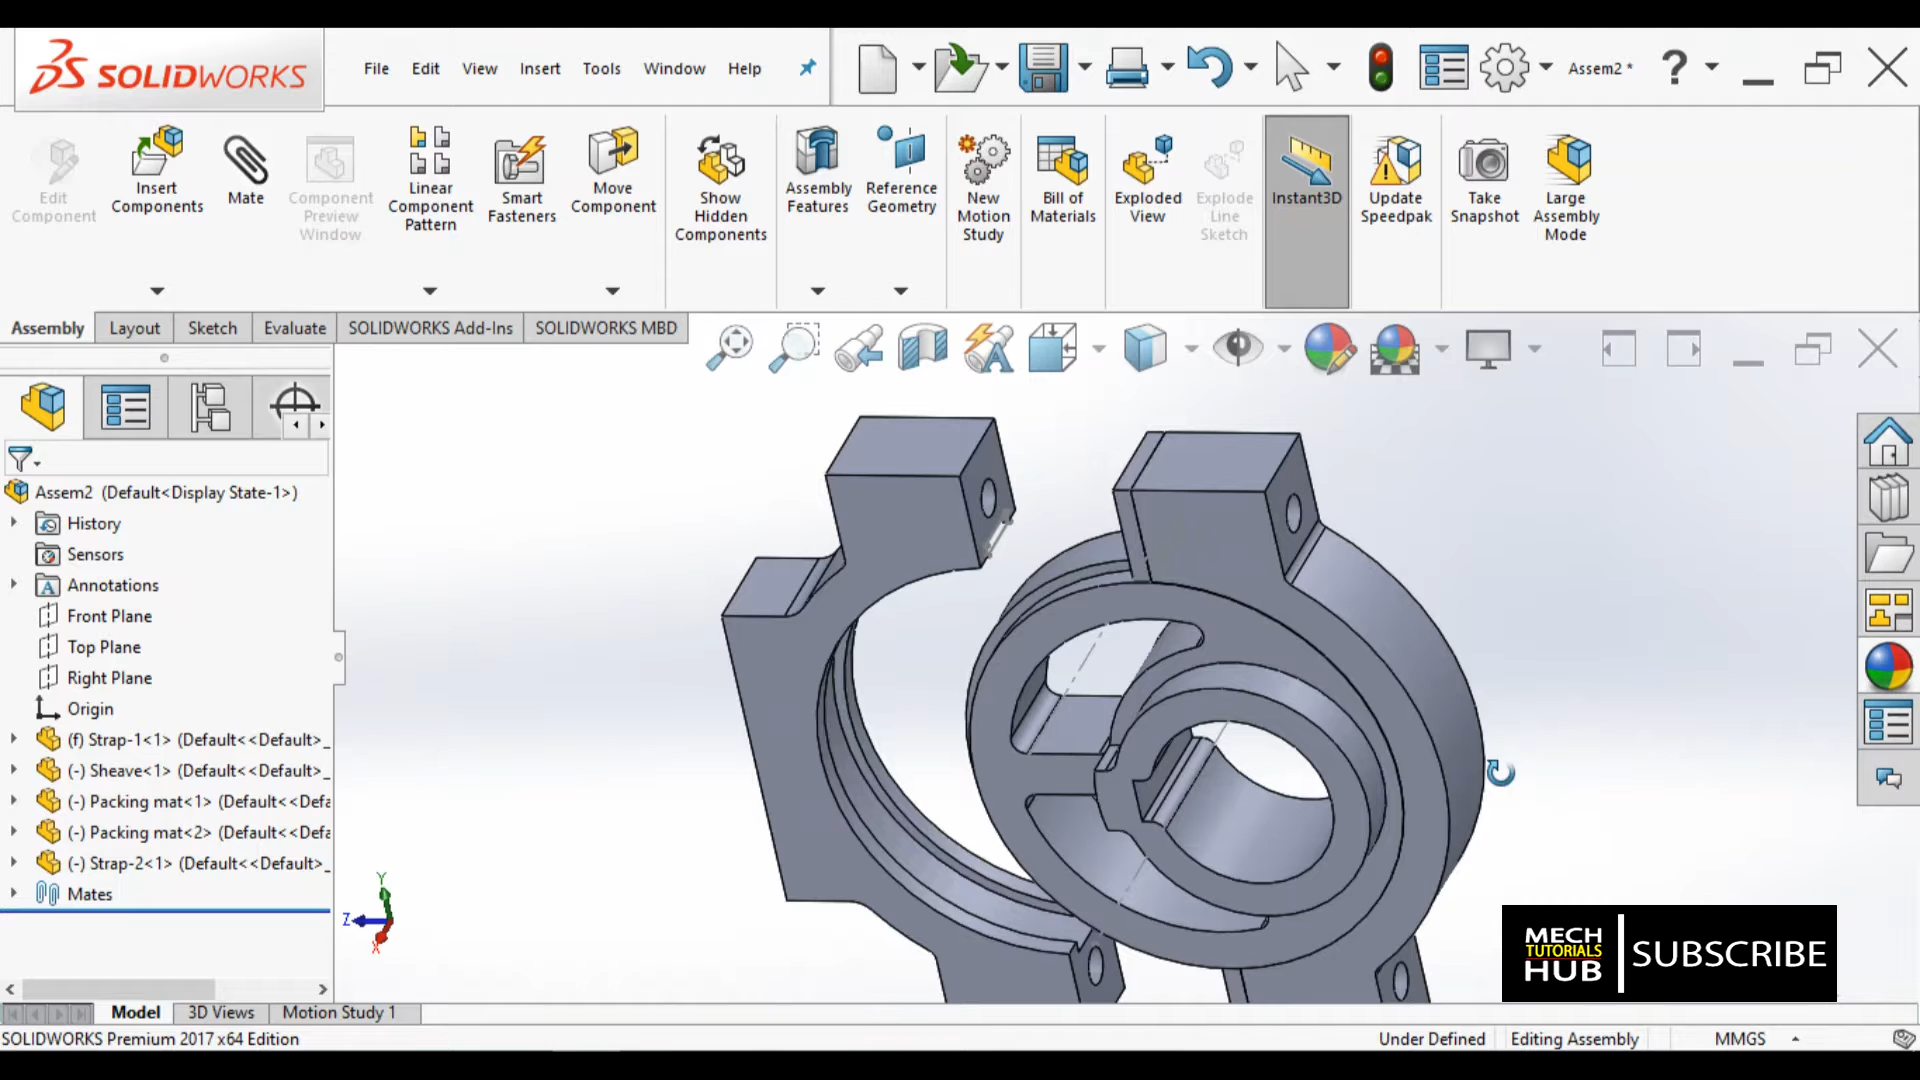 SOLIDWORKS
File Edit View Insert Tools Window Help
Assem2 *
?
Edit
Component
Insert
Components
Mate
Component
Preview
Window
Linear
Component
Pattern
Smart
Fasteners
Move
Component
Show
Hidden
Components
Assembly
Features
Reference
Geometry
New
Motion
Study
Bill of
Materials
Exploded
View
Explode
Line
Sketch
Instant3D
Update
Speedpak
Take
Snapshot
Large
Assembly
Mode
Assembly Layout Sketch Evaluate SOLIDWORKS Add-Ins SOLIDWORKS MBD
Assem2 (Default<Display State-1>)
History
Sensors
Annotations
Front Plane
Top Plane
Right Plane
Origin
(f) Strap-1<1> (Default<<Default>_
(-) Sheave<1> (Default<<Default>_
(-) Packing mat<1> (Default<<Defa
(-) Packing mat<2> (Default<<Defa
(-) Strap-2<1> (Default<<Default>_
Mates
Y
Z
X
MECH
TUTORIALS
HUB
SUBSCRIBE
Model 3D Views Motion Study 1
SOLIDWORKS Premium 2017 x64 Edition
Under Defined Editing Assembly MMGS